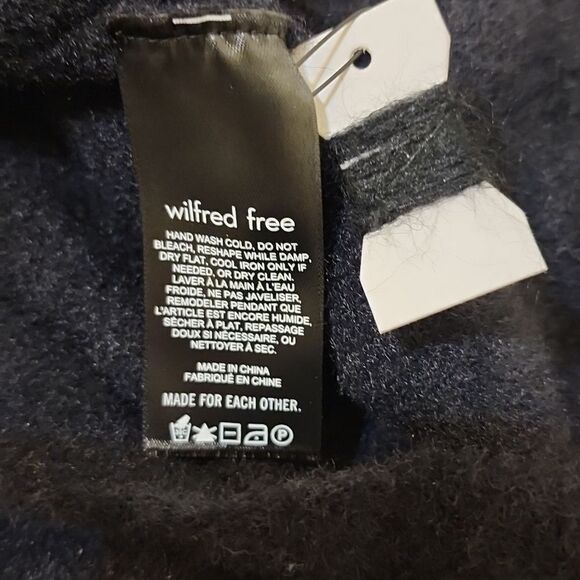 wilfred free
HAND WASH COLD, DO NOT
BLEACH, RESHAPE WHILE DAMP,
DRY FLAT, COOL IRON ONLY IF
NEEDED, OR DRY CLEAN.
LAVER À LA MAIN À L'EAU
FROIDE, NE PAS JAVELISER,
REMODELER PENDANT QUE
L'ARTICLE EST ENCORE HUMIDE,
SÉCHER À PLAT, REPASSAGE
DOUX SI NÉCESSAIRE, OU
NETTOYER À SEC.
MADE IN CHINA
FABRIQUÉ EN CHINE
MADE FOR EACH OTHER.
P